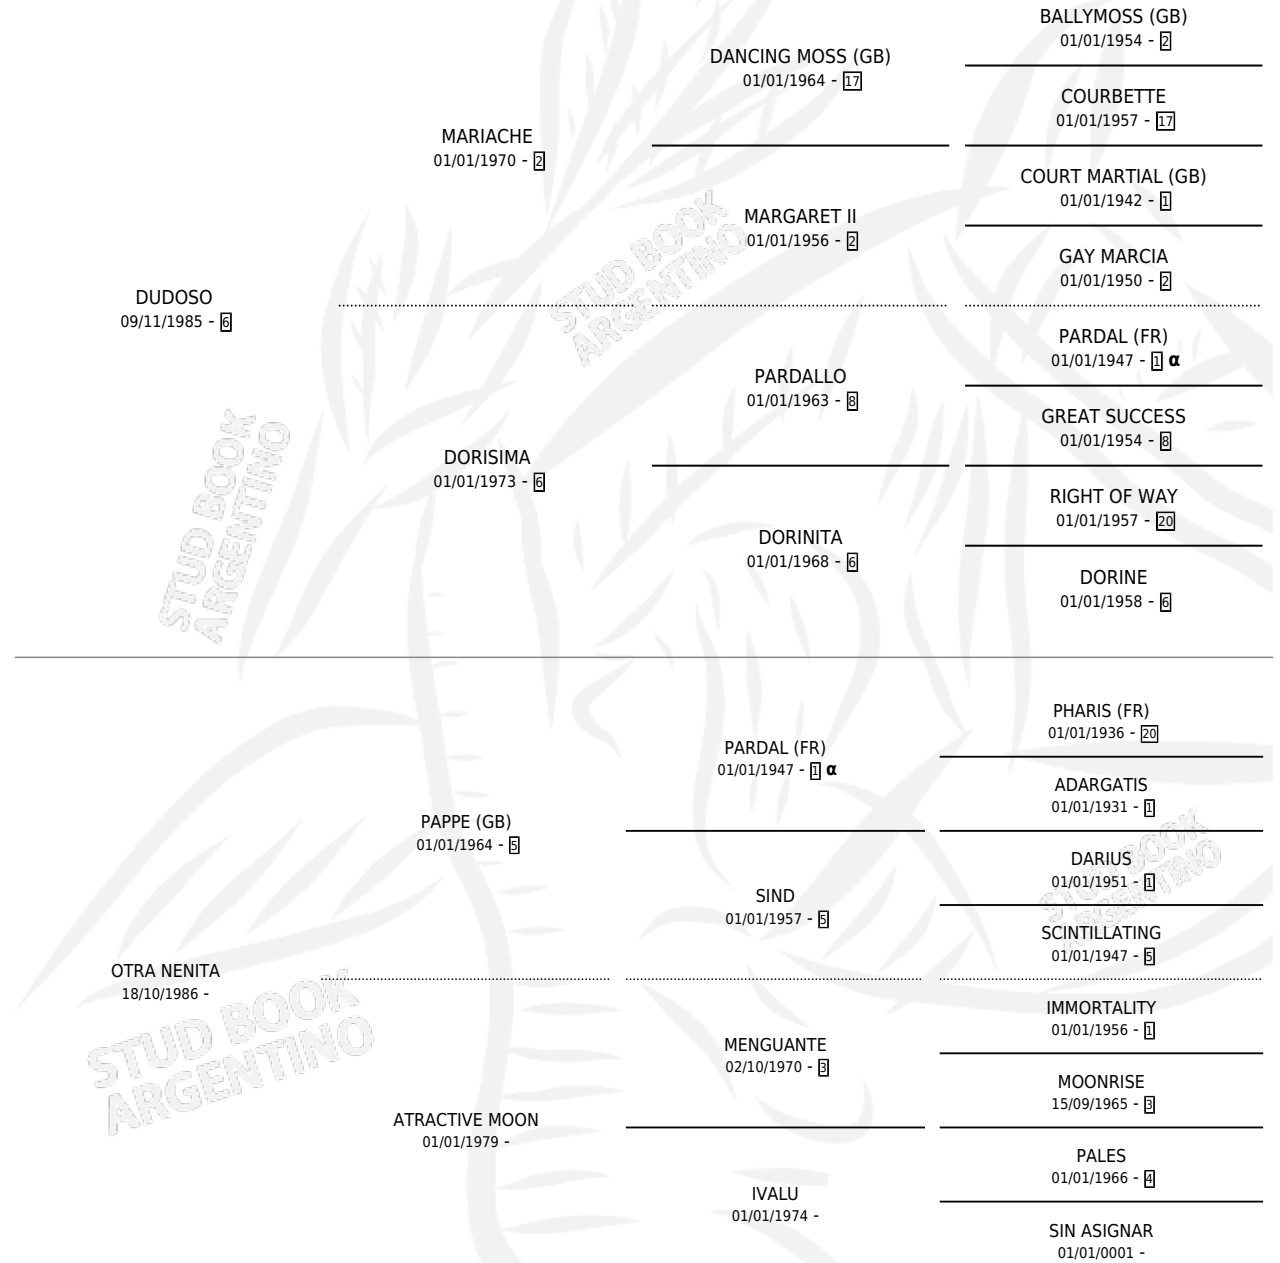 BALLYMOSS (GB)
01/01/1954 - 2
DANCING MOSS (GB)
01/01/1964 - 17
COURBETTE
01/01/1957 - 17
MARIACHE
01/01/1970 - 2
COURT MARTIAL (GB)
01/01/1942 - 1
MARGARET II
01/01/1956 - 2
GAY MARCIA
01/01/1950 - 2
DUDOSO
09/11/1985 - 6
PARDAL (FR)
01/01/1947 - 1 α
PARDALLO
01/01/1963 - 8
GREAT SUCCESS
01/01/1954 - 8
DORISIMA
01/01/1973 - 6
RIGHT OF WAY
01/01/1957 - 20
DORINITA
01/01/1968 - 6
DORINE
01/01/1958 - 6
PHARIS (FR)
01/01/1936 - 20
PARDAL (FR)
01/01/1947 - 1 α
ADARGATIS
01/01/1931 - 1
PAPPE (GB)
01/01/1964 - 5
DARIUS
01/01/1951 - 1
SIND
01/01/1957 - 5
SCINTILLATING
01/01/1947 - 5
OTRA NENITA
18/10/1986 -
IMMORTALITY
01/01/1956 - 1
MENGUANTE
02/10/1970 - 3
MOONRISE
15/09/1965 - 3
ATRACTIVE MOON
01/01/1979 -
PALES
01/01/1966 - 4
IVALU
01/01/1974 -
SIN ASIGNAR
01/01/0001 -
STUD BOOK
ARGENTINO
STUD BOOK
ARGENTINO
STUD BOOK
ARGENTINO
STUD BOOK
ARGENTINO